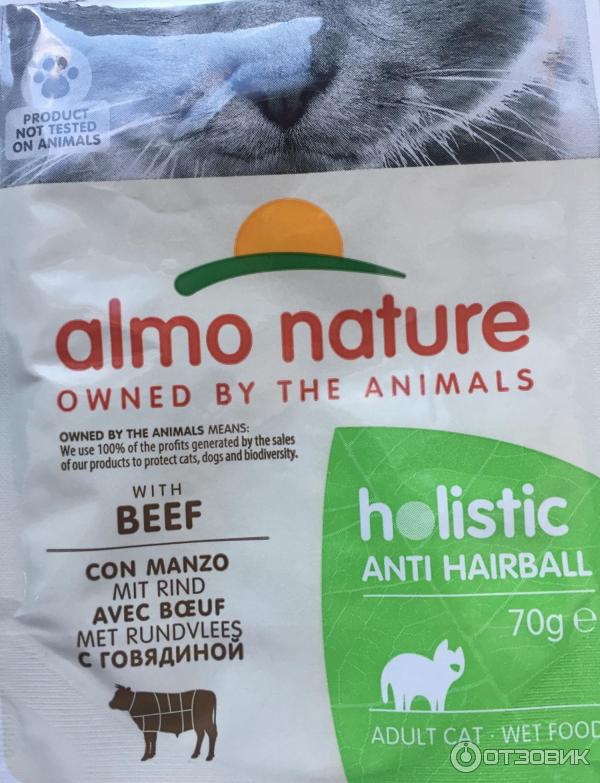 PRODUCT
NOT TESTED
ON ANIMALS
almo nature
OWNED BY THE ANIMALS
OWNED BY THE ANIMALS MEANS:
We use 100% of the profits generated by the sales
of our products to protect cats, dogs and biodiversity.
WITH
BEEF
CON MANZO
MIT RIND
AVEC BŒUF
MET RUNDVLEES
С ГОВЯДИНОЙ
holistic
ANTI HAIRBALL
70g ℮
ADULT CAT · WET FOOD
ОТЗОВИК